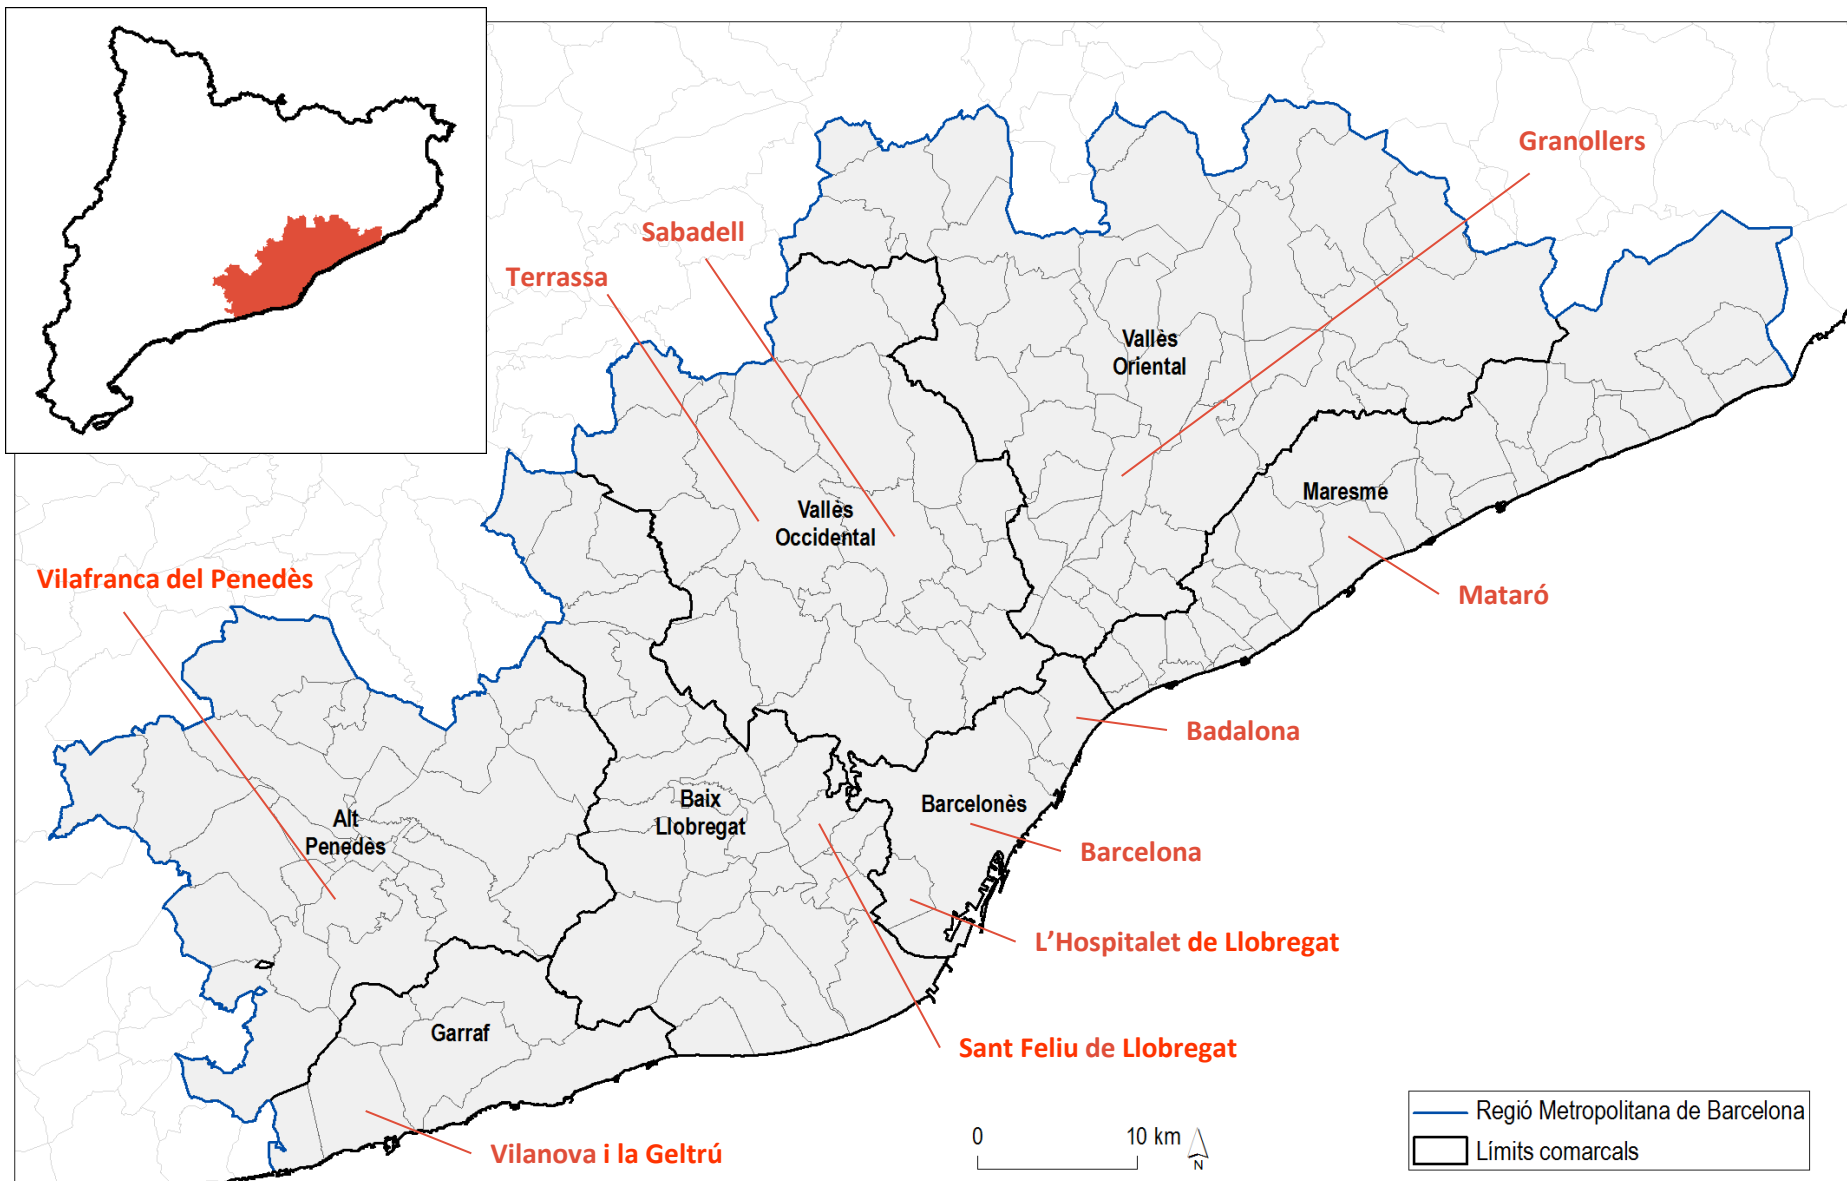 Granollers
Sabadell
Terrassa
Vallès
Oriental
Maresme
Vallès
Occidental
Vilafranca del Penedès
Mataró
Badalona
Baix
Llobregat
Barcelonès
Alt
Penedès
Barcelona
L’Hospitalet de Llobregat
Garraf
Sant Feliu de Llobregat
Vilanova i la Geltrú
0 10 km
N
Regió Metropolitana de Barcelona
Límits comarcals